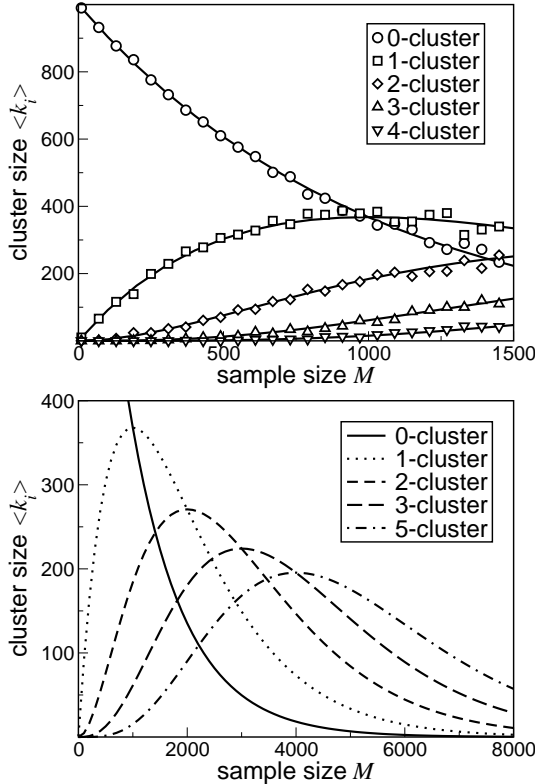 800
600
400
200
cluster size <k_i>
0-cluster
1-cluster
2-cluster
3-cluster
4-cluster
0 500 1000 1500
sample size M
400
300
200
100
0
cluster size <k_i>
0-cluster
1-cluster
2-cluster
3-cluster
5-cluster
0 2000 4000 6000 8000
sample size M